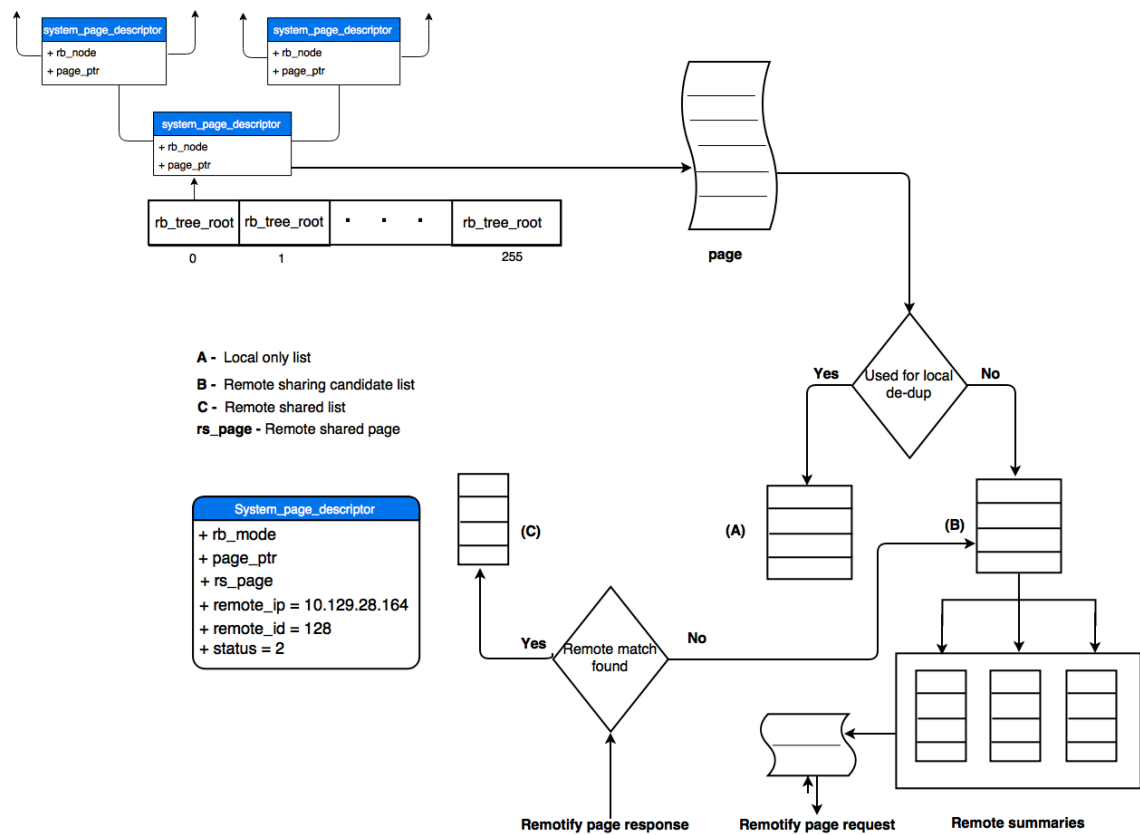 system_page_descriptor
+ rb_node
+ page_ptr
system_page_descriptor
+ rb_node
+ page_ptr
system_page_descriptor
+ rb_node
+ page_ptr
rb_tree_root
rb_tree_root
. . .
rb_tree_root
0
1
255
page
A - Local only list
B - Remote sharing candidate list
C - Remote shared list
rs_page - Remote shared page
Used for local
de-dup
Yes
No
(A)
(B)
(C)
System_page_descriptor
+ rb_mode
+ page_ptr
+ rs_page
+ remote_ip = 10.129.28.164
+ remote_id = 128
+ status = 2
Remote match
found
Yes
No
Remotify page response
Remotify page request
Remote summaries